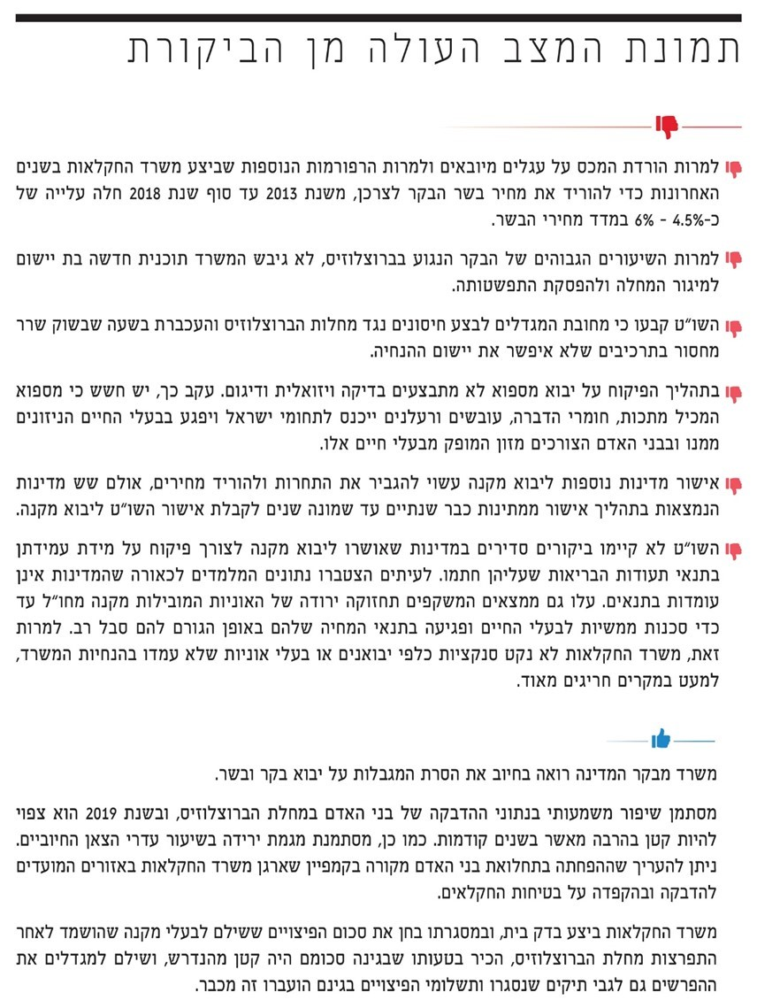 תמונת המצב העולה מן הביקורת
למרות הורדת המכס על עגלים מיובאים ולמרות הרפורמות הנוספות שביצע משרד החקלאות בשנים
האחרונות כדי להוריד את מחיר בשר הבקר לצרכן, משנת 2013 עד סוף שנת 2018 חלה עלייה של
כ-4.5% - 6% במדד מחירי הבשר.
למרות השיעורים הגבוהים של הבקר הנגוע בברוצלוזיס, לא גיבש המשרד תוכנית חדשה בת יישום
למיגור המחלה ולהפסקת התפשטותה.
השו"ט קבעו כי מחובת המגדלים לבצע חיסונים נגד מחלות הברוצלוזיס והעכברת בשעה שבשוק שרר
מחסור בתרכיבים שלא איפשר את יישום ההנחיה.
בתהליך הפיקוח על יבוא מספוא לא מתבצעים בדיקה ויזואלית ודיגום. עקב כך, יש חשש כי מספוא
המכיל מתכות, חומרי הדברה, עובשים ורעלנים ייכנס לתחומי ישראל ויפגע בבעלי החיים הניזונים
ממנו ובבני האדם הצורכים מזון המופק מבעלי חיים אלו.
אישור מדינות נוספות ליבוא מקנה עשוי להגביר את התחרות ולהוריד מחירים, אולם שש מדינות
הנמצאות בתהליך אישור ממתינות כבר שנתיים עד שמונה שנים לקבלת אישור השו"ט ליבוא מקנה.
השו"ט לא קיימו ביקורים סדירים במדינות שאושרו ליבוא מקנה לצורך פיקוח על מידת עמידתן
בתנאי תעודות הבריאות שעליהן חתמו. לעיתים הצטברו נתונים המלמדים לכאורה שהמדינות אינן
עומדות בתנאים. עלו גם ממצאים המשקפים תחזוקה ירודה של האוניות המובילות מקנה מחו"ל עד
כדי סכנות ממשיות לבעלי החיים ופגיעה בתנאי המחיה שלהם באופן הגורם להם סבל רב. למרות
זאת, משרד החקלאות לא נקט סנקציות כלפי יבואנים או בעלי אוניות שלא עמדו בהנחיות המשרד,
למעט במקרים חריגים מאוד.
משרד מבקר המדינה רואה בחיוב את הסרת המגבלות על יבוא בקר ובשר.
מסתמן שיפור משמעותי בנתוני ההדבקה של בני האדם במחלת הברוצלוזיס, ובשנת 2019 הוא צפוי
להיות קטן בהרבה מאשר בשנים קודמות. כמו כן, מסתמנת מגמת ירידה בשיעור עדרי הצאן החיוביים.
ניתן להעריך שההפחתה בתחלואת בני האדם מקורה בקמפיין שארגן משרד החקלאות באזורים המועדים
להדבקה ובהקפדה על בטיחות החקלאים.
משרד החקלאות ביצע בדק בית, ובמסגרתו בחן את סכום הפיצויים ששילם לבעלי מקנה שהושמד לאחר
התפרצות מחלת הברוצלוזיס, הכיר בטעותו שבגינה סכומם היה קטן מהנדרש, ושילם למגדלים את
ההפרשים גם לגבי תיקים שנסגרו ותשלומי הפיצויים בגינם הועברו זה מכבר.